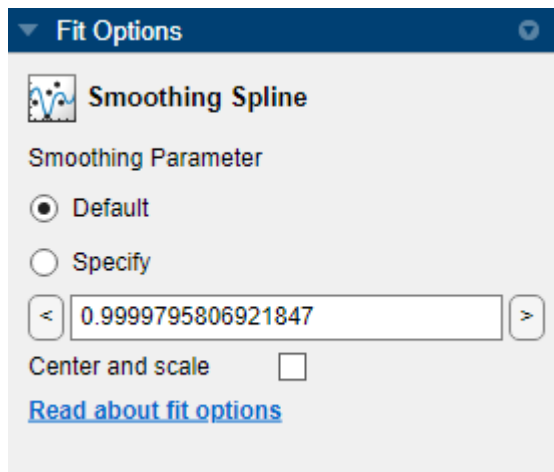 Fit Options
Smoothing Spline
Smoothing Parameter
Default
Specify
< 0.9999795806921847 >
Center and scale
Read about fit options